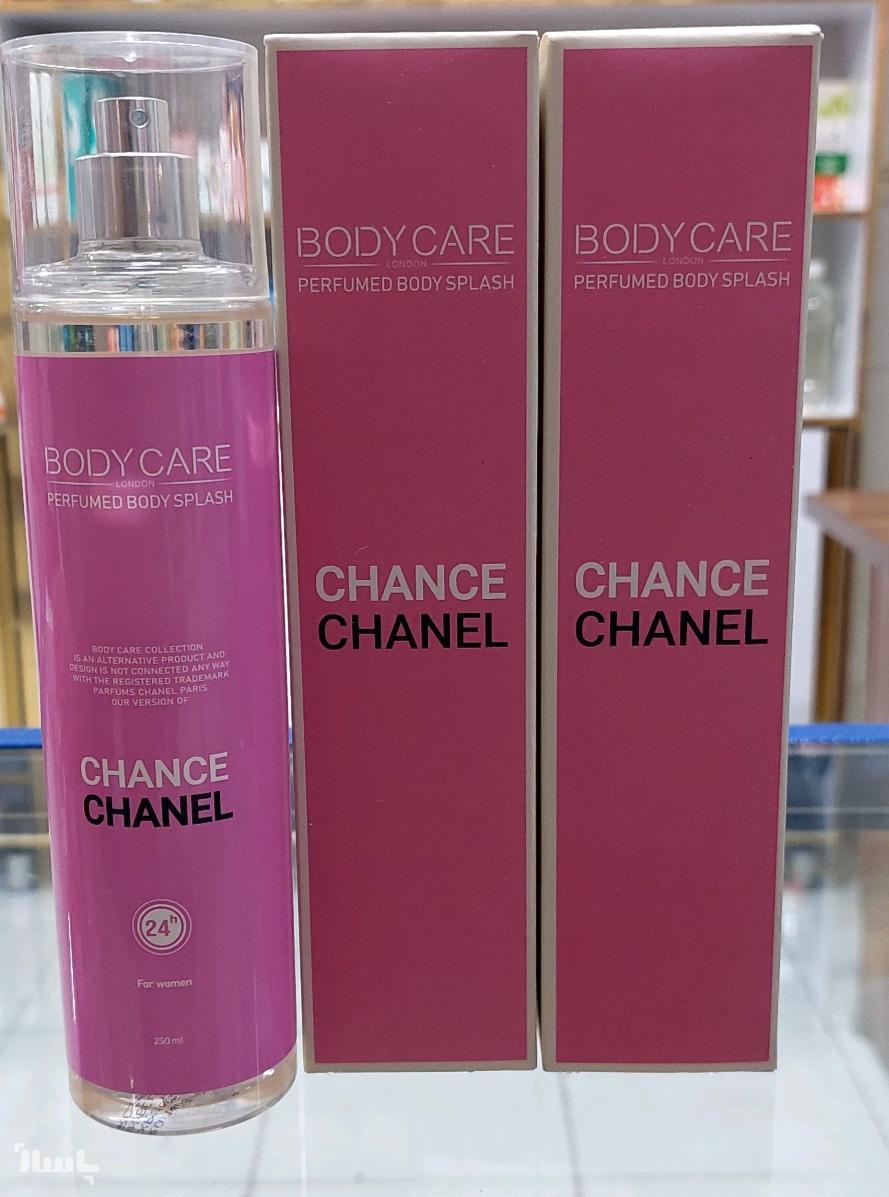 BODY CARE
LONDON
PERFUMED BODY SPLASH
BODY CARE COLLECTION
IS AN ALTERNATIVE PRODUCT AND
DESIGN IS NOT CONNECTED ANY WAY
WITH THE REGISTERED TRADEMARK
PARFUMS CHANEL PARIS
OUR VERSION OF
CHANCE
CHANEL
24h
For women
250 ml
BODY CARE
LONDON
PERFUMED BODY SPLASH
CHANCE
CHANEL
BODY CARE
LONDON
PERFUMED BODY SPLASH
CHANCE
CHANEL
باسلام